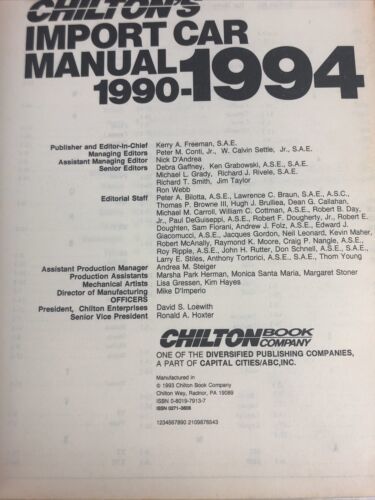 CHILTON'S
IMPORT CAR
MANUAL
1990-1994
Publisher and Editor-In-Chief Kerry A. Freeman, S.A.E.
Managing Editors Peter M. Conti, Jr., W. Calvin Settle, Jr., S.A.E.
Assistant Managing Editor Nick D'Andrea
Senior Editors Debra Gaffney, Ken Grabowski, A.S.E., S.A.E.
Michael L. Grady, Richard J. Rivele, S.A.E.
Richard T. Smith, Jim Taylor
Ron Webb
Editorial Staff Peter A. Bilotta, A.S.E., Lawrence C. Braun, S.A.E., A.S.C.,
Thomas P. Browne III, Hugh J. Brulliea, Dean G. Callahan,
Michael M. Carroll, William C. Cottman, A.S.E., Robert B. Day,
Jr., Paul DeGuiseppi, A.S.E., Robert F. Dougherty, Jr., Robert E.
Doughten, Sam Fiorani, Andrew J. Folz, A.S.E., Edward J.
Giacomucci, A.S.E., Jacques Gordon, Neil Leonard, Kevin Maher,
Robert McAnally, Raymond K. Moore, Craig P. Nangle, A.S.E.,
Roy Ripple, A.S.E., John H. Rutter, Don Schnell, A.S.E., S.A.E.,
Larry E. Stiles, Anthony Tortorici, A.S.E., S.A.E., Thom Young
Assistant Production Manager Andrea M. Steiger
Production Assistants Marsha Park Herman, Monica Santa Maria, Margaret Stoner
Mechanical Artists Lisa Gressen, Kim Hayes
Director of Manufacturing Mike D'Imperio
OFFICERS
President, Chilton Enterprises David S. Loewith
Senior Vice President Ronald A. Hoxter
CHILTON BOOK COMPANY
ONE OF THE DIVERSIFIED PUBLISHING COMPANIES,
A PART OF CAPITAL CITIES/ABC, INC.
Manufactured in
© 1993 Chilton Book Company
Chilton Way, Radnor, PA 19089
ISBN 0-8019-7913-7
ISSN 0271-3608
1234567890 2109876543